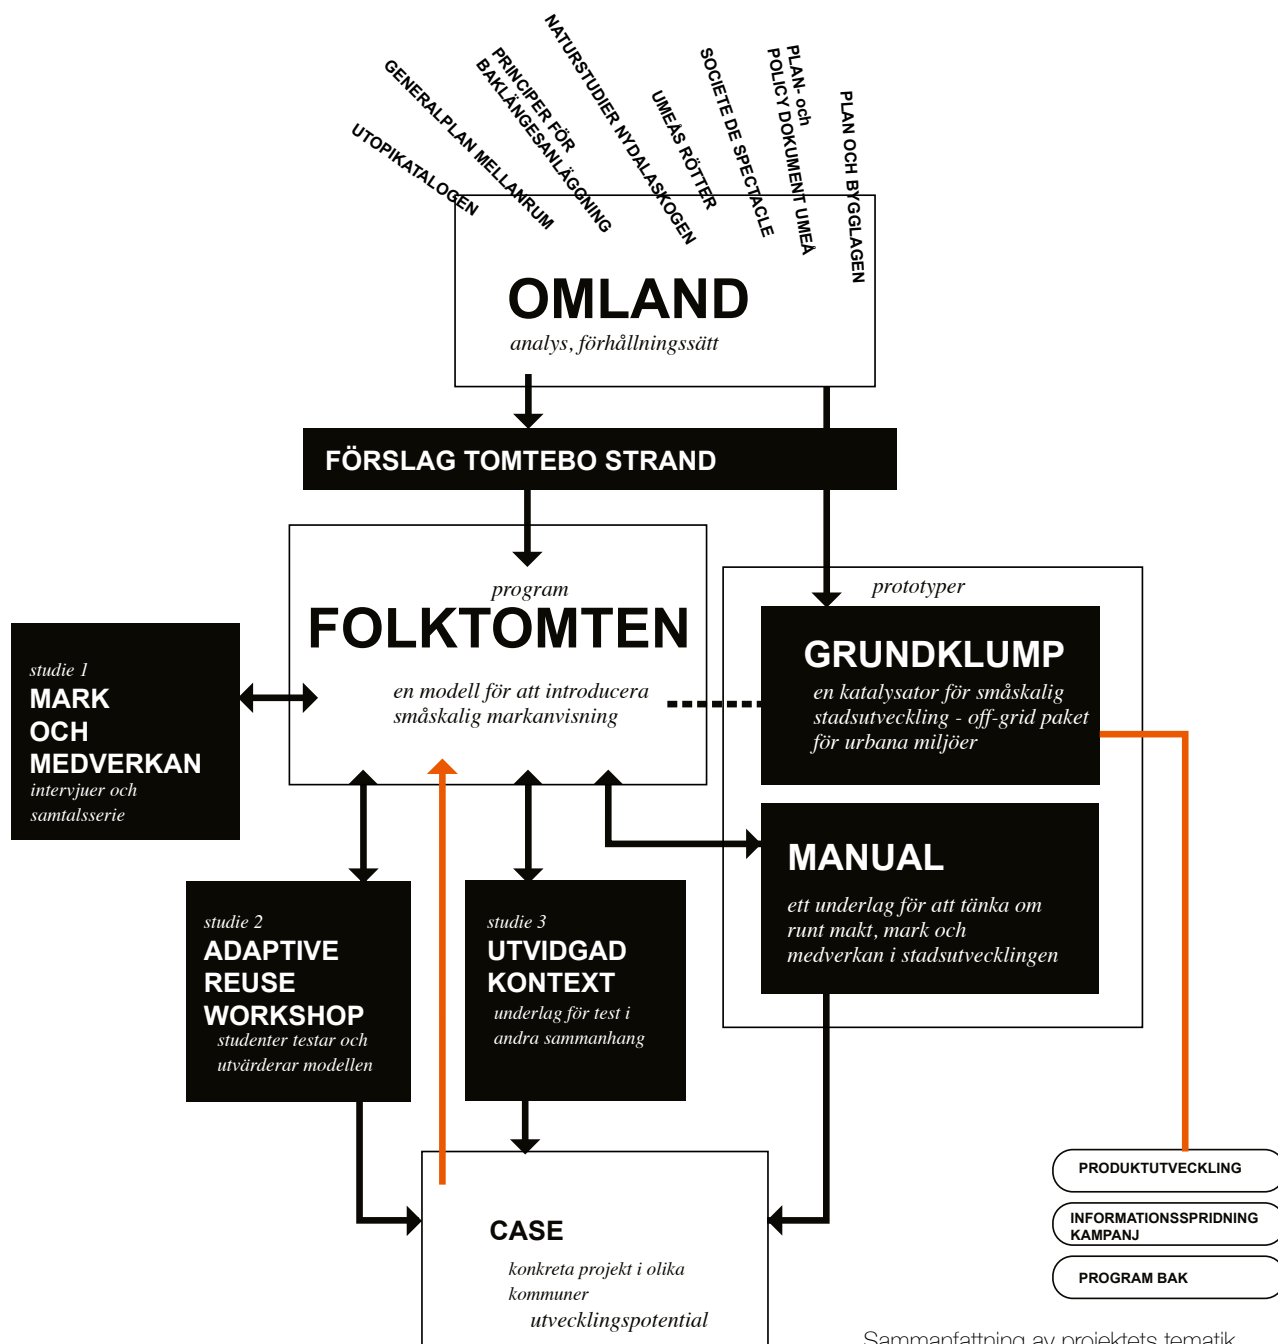 UTOPIKATALOGEN
GENERALPLAN MELLANRUM
PRINCIPER FÖR
BAKLÄNGESANLÄGGNING
NATURSTUDIER NYDALASKOGEN
UMEÅS RÖTTER
SOCIETE DE SPECTACLE
PLAN- och
POLICY DOKUMENT UMEÅ
PLAN OCH BYGGLAGEN
OMLAND
analys, förhållningssätt
FÖRSLAG TOMTEBO STRAND
program
FOLKTOMTEN
en modell för att introducera
småskalig markanvisning
prototyper
GRUNDKLUMP
en katalysator för småskalig
stadsutveckling - off-grid paket
för urbana miljöer
studie 1
MARK
OCH
MEDVERKAN
intervjuer och
samtalsserie
MANUAL
ett underlag för att tänka om
runt makt, mark och
medverkan i stadsutvecklingen
studie 2
ADAPTIVE
REUSE
WORKSHOP
studenter testar och
utvärderar modellen
studie 3
UTVIDGAD
KONTEXT
underlag för test i
andra sammanhang
CASE
konkreta projekt i olika
kommuner
utvecklingspotential
PRODUKTUTVECKLING
INFORMATIONSSPRIDNING
KAMPANJ
PROGRAM BAK
Sammanfattning av projektets tematik